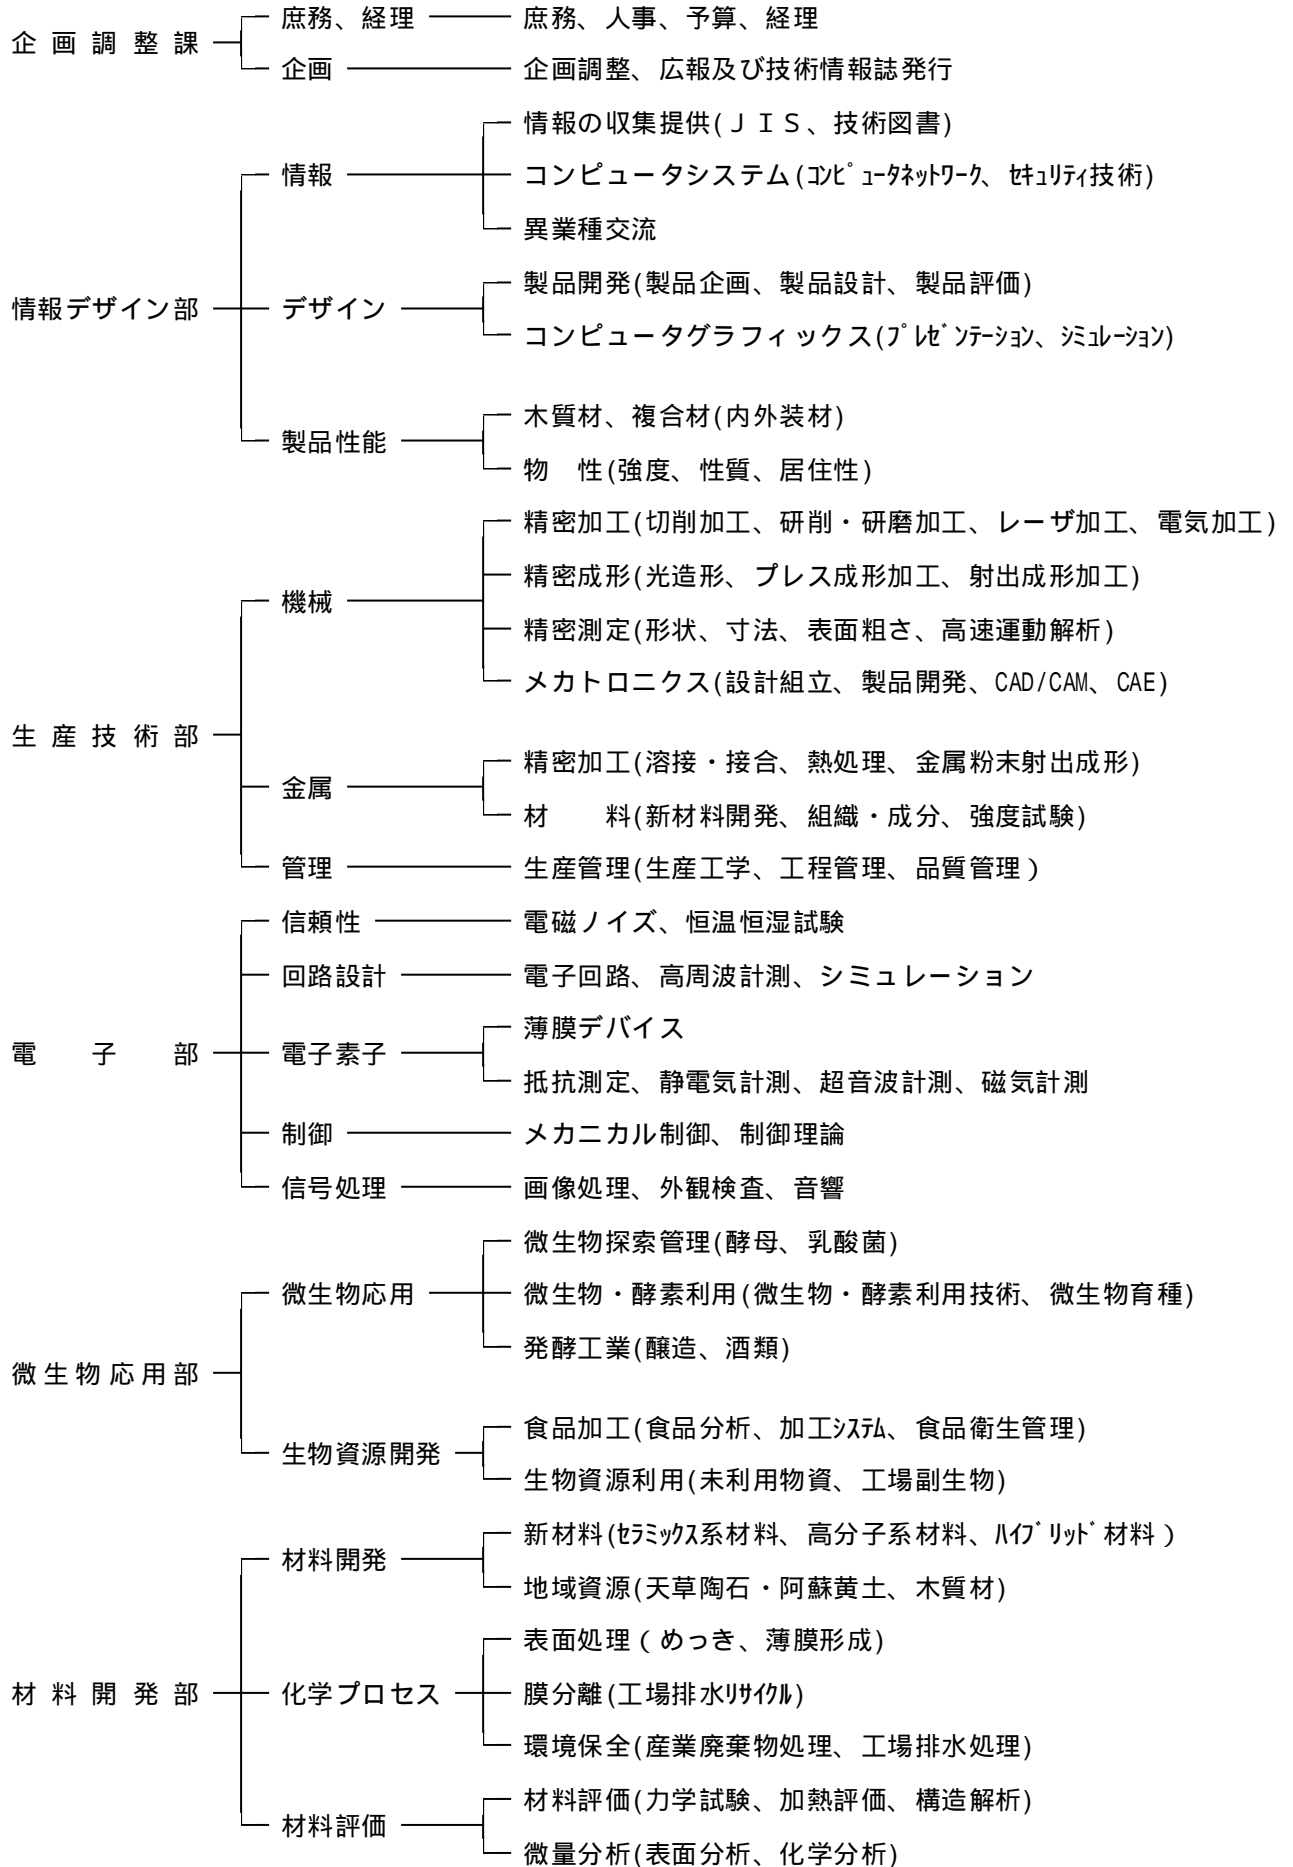 庶務、経理 庶務、人事、予算、経理
企画調整課
企画 企画調整、広報及び技術情報誌発行
情報の収集提供(ＪＩＳ、技術図書)
情報 コンピュータシステム(ｺﾝﾋﾟｭｰﾀﾈｯﾄﾜｰｸ、ｾｷｭﾘﾃｨ技術)
異業種交流
製品開発(製品企画、製品設計、製品評価)
情報デザイン部 デザイン
コンピュータグラフィックス(ﾌﾟﾚｾﾞﾝﾃｰｼｮﾝ、ｼﾐｭﾚｰｼｮﾝ)
木質材、複合材(内外装材)
製品性能
物　性(強度、性質、居住性)
精密加工(切削加工、研削・研磨加工、レーザ加工、電気加工)
精密成形(光造形、プレス成形加工、射出成形加工)
機械
精密測定(形状、寸法、表面粗さ、高速運動解析)
メカトロニクス(設計組立、製品開発、CAD/CAM、CAE)
生産技術部
精密加工(溶接・接合、熱処理、金属粉末射出成形)
金属
材　　料(新材料開発、組織・成分、強度試験)
管理 生産管理(生産工学、工程管理、品質管理）
信頼性 電磁ノイズ、恒温恒湿試験
回路設計 電子回路、高周波計測、シミュレーション
薄膜デバイス
電　子　部 電子素子
抵抗測定、静電気計測、超音波計測、磁気計測
制御 メカニカル制御、制御理論
信号処理 画像処理、外観検査、音響
微生物探索管理(酵母、乳酸菌)
微生物応用 微生物・酵素利用(微生物・酵素利用技術、微生物育種)
発酵工業(醸造、酒類)
微生物応用部
食品加工(食品分析、加工ｼｽﾃﾑ、食品衛生管理)
生物資源開発
生物資源利用(未利用物資、工場副生物)
新材料(ｾﾗﾐｯｸｽ系材料、高分子系材料、ﾊｲﾌﾞﾘｯﾄﾞ材料）
材料開発
地域資源(天草陶石・阿蘇黄土、木質材)
表面処理（めっき、薄膜形成)
材料開発部 化学プロセス 膜分離(工場排水ﾘｻｲｸﾙ)
環境保全(産業廃棄物処理、工場排水処理)
材料評価(力学試験、加熱評価、構造解析)
材料評価
微量分析(表面分析、化学分析)